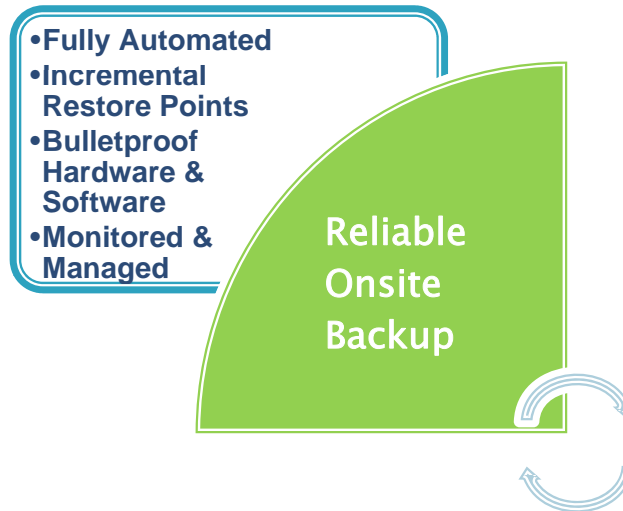 •Fully Automated
•Incremental
Restore Points
•Bulletproof
Hardware &
Software
•Monitored &
Managed
Reliable
Onsite
Backup